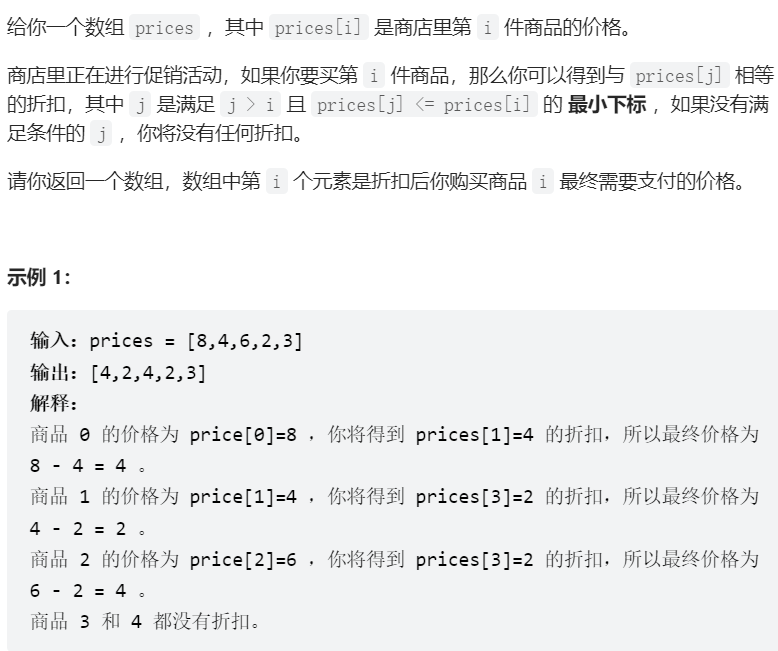 给你一个数组 prices ，其中 prices[i] 是商店里第 i 件商品的价格。
商店里正在进行促销活动，如果你要买第 i 件商品，那么你可以得到与 prices[j] 相等
的折扣，其中 j 是满足 j > i 且 prices[j] <= prices[i] 的 最小下标 ，如果没有满
足条件的 j ，你将没有任何折扣。
请你返回一个数组，数组中第 i 个元素是折扣后你购买商品 i 最终需要支付的价格。
示例 1：
输入：prices = [8,4,6,2,3]
输出：[4,2,4,2,3]
解释：
商品 0 的价格为 price[0]=8 ，你将得到 prices[1]=4 的折扣，所以最终价格为
8 - 4 = 4 。
商品 1 的价格为 price[1]=4 ，你将得到 prices[3]=2 的折扣，所以最终价格为
4 - 2 = 2 。
商品 2 的价格为 price[2]=6 ，你将得到 prices[3]=2 的折扣，所以最终价格为
6 - 2 = 4 。
商品 3 和 4 都没有折扣。